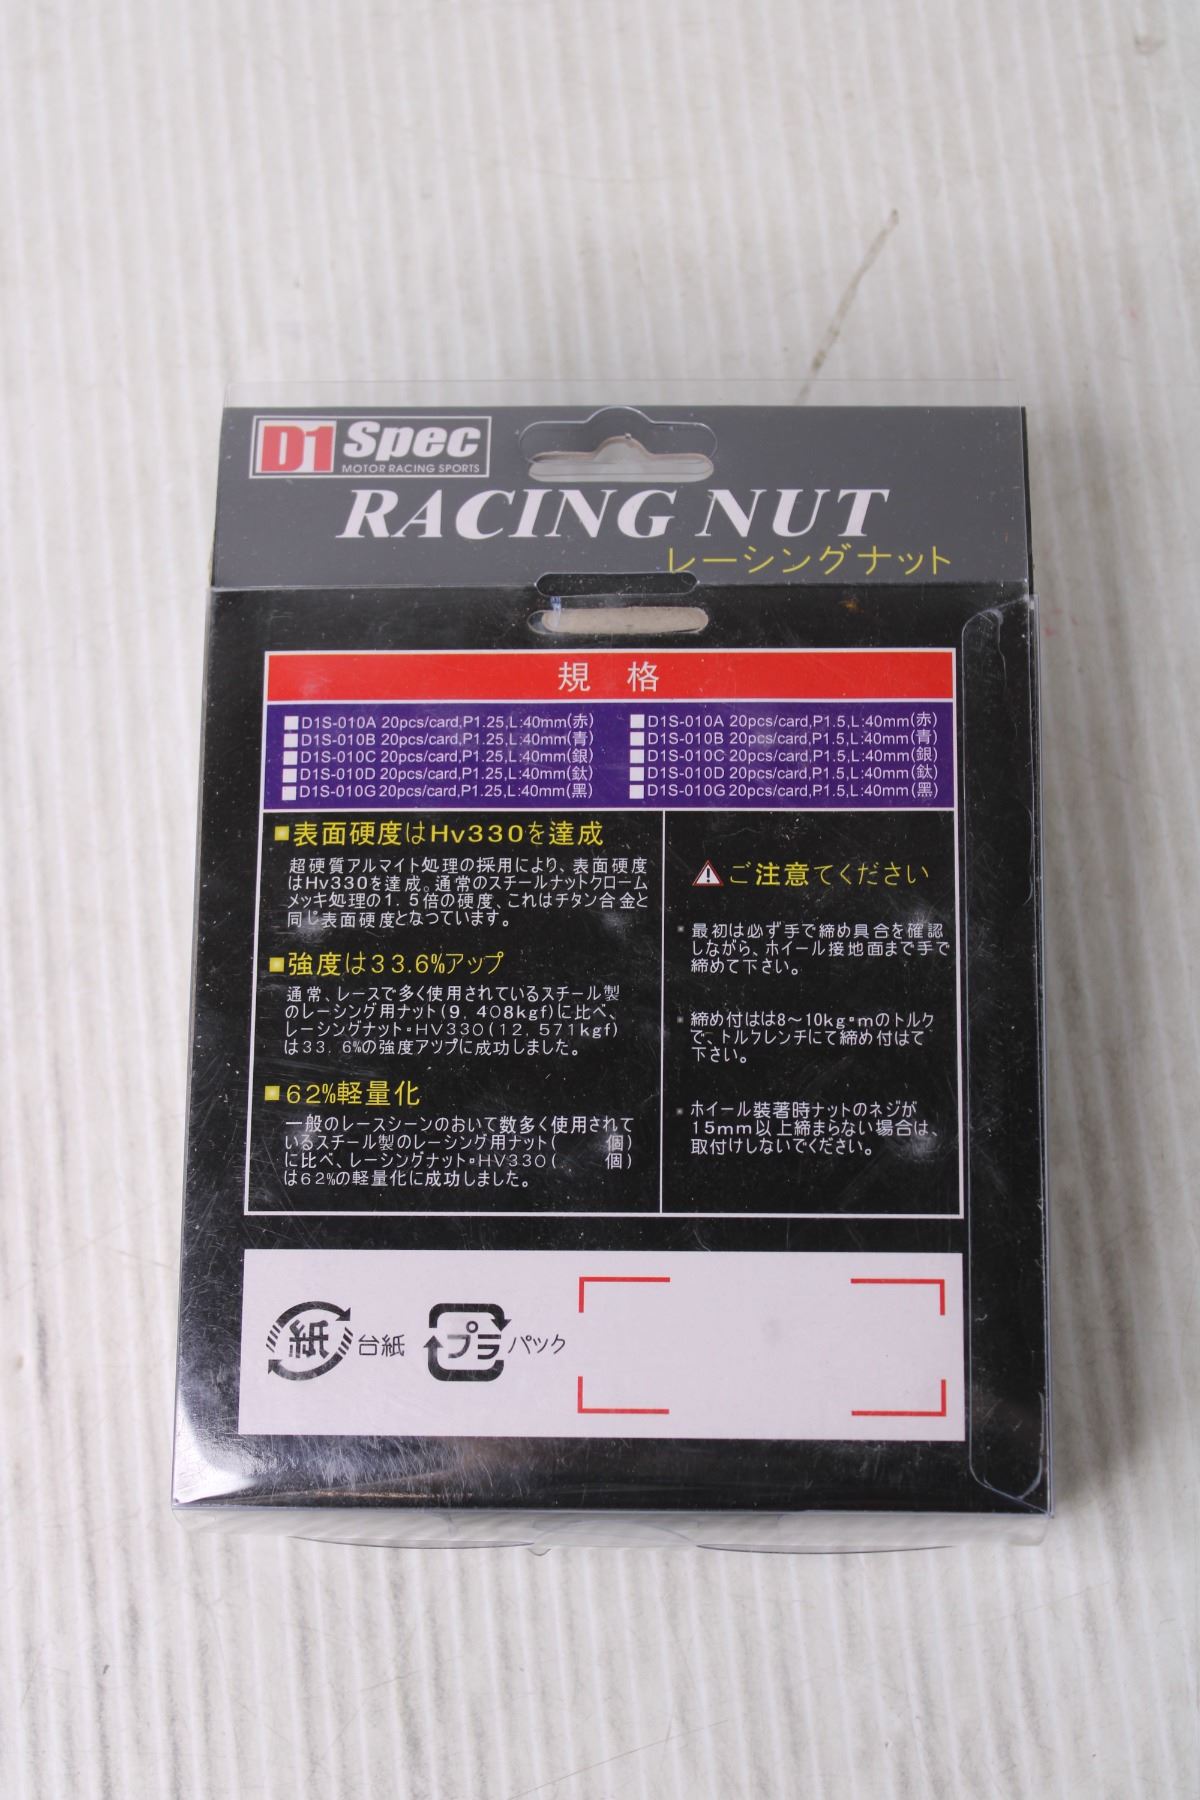 D1 Spec
MOTOR RACING SPORTS
RACING NUT
レーシングナット
規 格
D1S-010A 20pcs/card,P1.25,L:40mm(赤)
D1S-010B 20pcs/card,P1.25,L:40mm(青)
D1S-010C 20pcs/card,P1.25,L:40mm(銀)
D1S-010D 20pcs/card,P1.25,L:40mm(鈦)
D1S-010G 20pcs/card,P1.25,L:40mm(黑)
D1S-010A 20pcs/card,P1.5,L:40mm(赤)
D1S-010B 20pcs/card,P1.5,L:40mm(青)
D1S-010C 20pcs/card,P1.5,L:40mm(銀)
D1S-010D 20pcs/card,P1.5,L:40mm(鈦)
D1S-010G 20pcs/card,P1.5,L:40mm(黑)
表面硬度はHv330を達成
超硬質アルマイト処理の採用により、表面硬度
はHv330を達成。通常のスチールナットクローム
メッキ処理の1.5倍の硬度、これはチタン合金と
同じ表面硬度となつています。
強度は33.6%アップ
通常、レースで多く使用されているスチール製
のレーシング用ナット(9,408kgf)に比べ、
レーシングナット・HV330(12,571kgf)
は33.6%の強度アツプに成功しました。
62%軽量化
一般のレースシーンのおいて数多く使用されて
いるスチール製のレーシング用ナット( 個)
に比べ、レーシングナット・HV330( 個)
は62%の軽量化に成功しました。
ご注意てください
最初は必ず手で締め具合を確認
しながら、ホイール接地面まで手で
締めて下さい。
締め付はは8～10kg・mのトルク
で、トルクレンチにて締め付はて
下さい。
ホイール装著時ナットのネジが
15mm以上締まらない場合は、
取付けしないでください。
紙 台紙
プラ パック